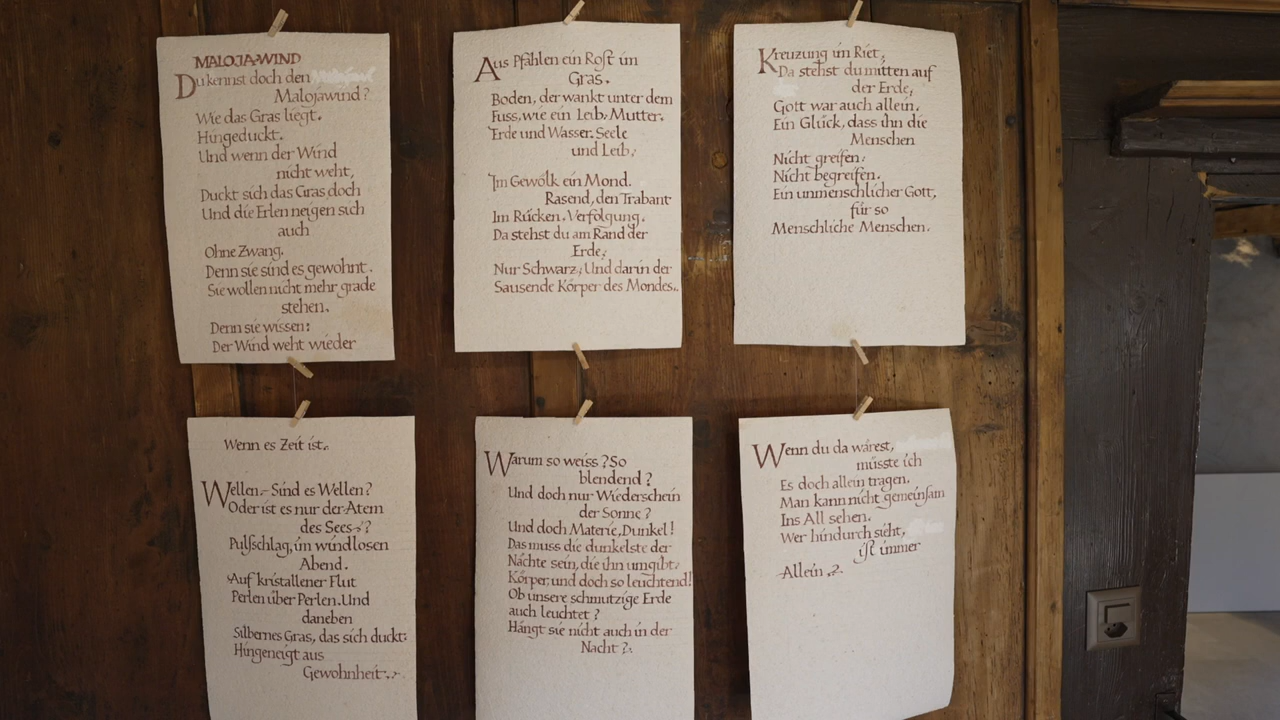 MALOJA-WIND
Du kennst doch den
Malojawind?
Wie das Gras liegt.
Hingeduckt.
Und wenn der Wind
nicht weht,
Duckt sich das Gras doch
Und die Erlen neigen sich
auch
Ohne Zwang.
Denn sie sind es gewohnt.
Sie wollen nicht mehr grade
stehen.
Denn sie wissen:
Der Wind weht wieder
Aus Pfählen ein Rost im
Gras.
Boden, der wankt unter dem
Fuss, wie ein Leib: Mutter.
Erde und Wasser. Seele
und Leib.
Im Gewölk ein Mond.
Rasend, den Trabant
Im Rücken. Verfolgung.
Da stehst du am Rand der
Erde.
Nur Schwarz; Und darin der
Sausende Körper des Mondes.
Kreuzung im Riet,
Da stehst du mitten auf
der Erde,
Gott war auch allein.
Ein Glück, dass ihn die
Menschen
Nicht greifen.
Nicht begreifen.
Ein unmenschlicher Gott,
für so
Menschliche Menschen.
Wenn es Zeit ist.
Wellen.- Sind es Wellen?
Oder ist es nur der Atem
des Sees-?
Pulsschlag, im windlosen
Abend.
Auf kristallener Flut
Perlen über Perlen. Und
daneben
Silbernes Gras, das sich duckt:
Hingeneigt aus
Gewohnheit.
Warum so weiss? So
blendend?
Und doch nur Wiederschein
der Sonne?
Und doch Materie, Dunkel!
Das muss die dunkelste der
Nächte sein, die ihn umgibt.
Körper, und doch so leuchtend!
Ob unsere schmutzige Erde
auch leuchtet?
Hängt sie nicht auch in der
Nacht?
Wenn du da wärest,
müsste ich
Es doch allein tragen.
Man kann nicht gemeinsam
Ins All sehen.
Wer hindurch sieht,
ist immer
Allein.